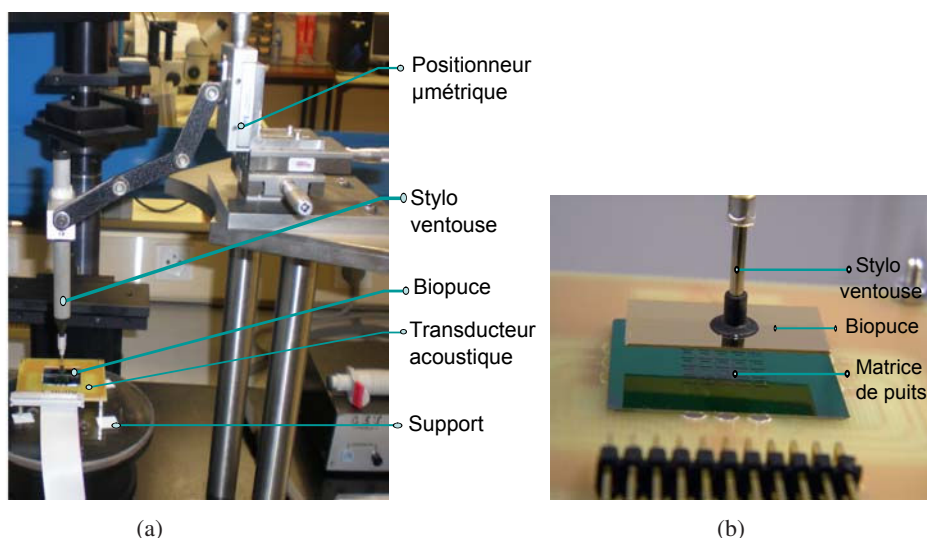 Positionneur
µmétrique
Stylo
ventouse
Biopuce
Transducteur
acoustique
Support
(a)
Stylo
ventouse
Biopuce
Matrice
de puits
(b)